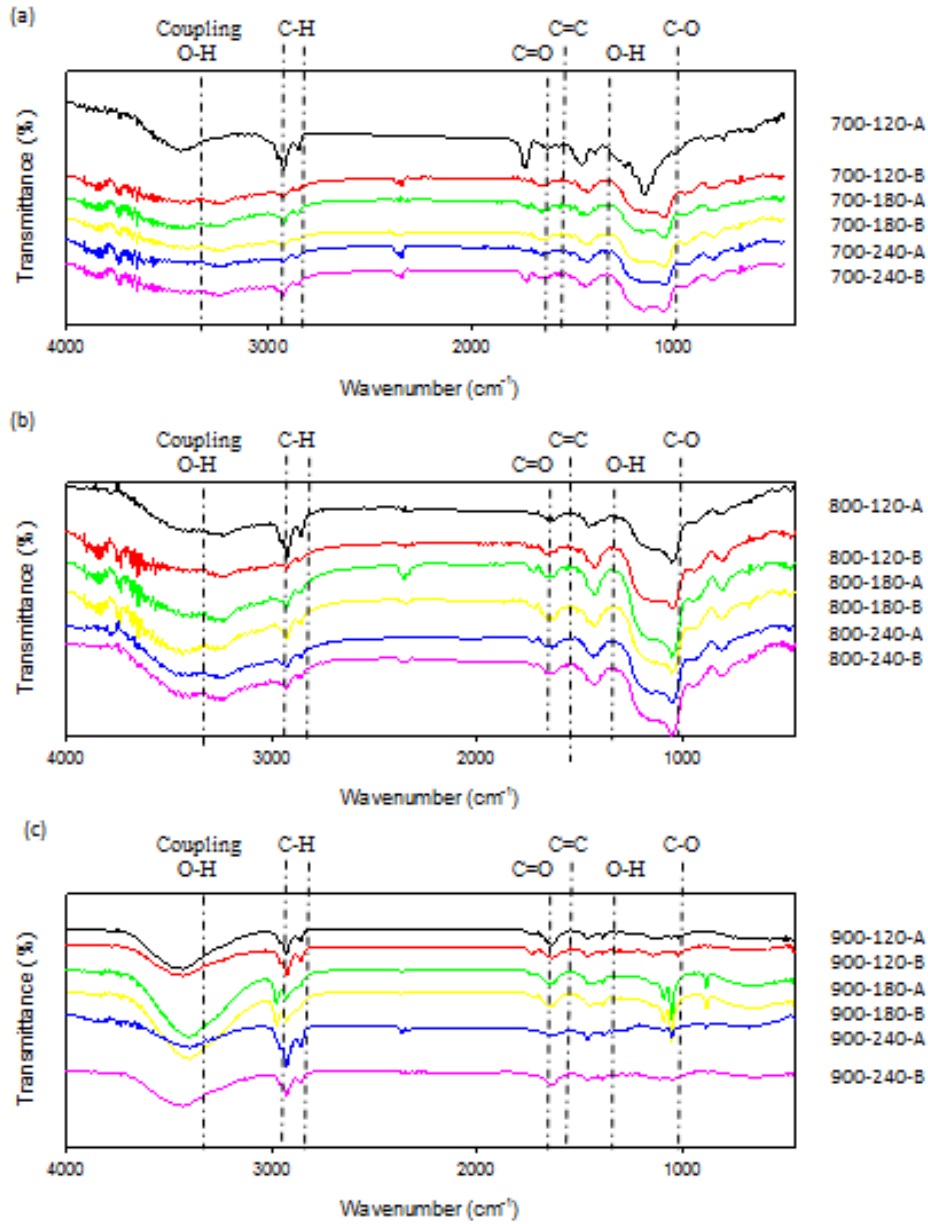 (a)
Coupling C-H C=C C-O
O-H C=O O-H
Transmittance (%)
700-120-A
700-120-B
700-180-A
700-180-B
700-240-A
700-240-B
4000 3000 2000 1000
Wavenumber (cm⁻¹)
(b)
Coupling C-H C=C C-O
O-H C=O O-H
Transmittance (%)
800-120-A
800-120-B
800-180-A
800-180-B
800-240-A
800-240-B
4000 3000 2000 1000
Wavenumber (cm⁻¹)
(c)
Coupling C-H C=C C-O
O-H C=O O-H
Transmittance (%)
900-120-A
900-120-B
900-180-A
900-180-B
900-240-A
900-240-B
4000 3000 2000 1000
Wavenumber (cm⁻¹)